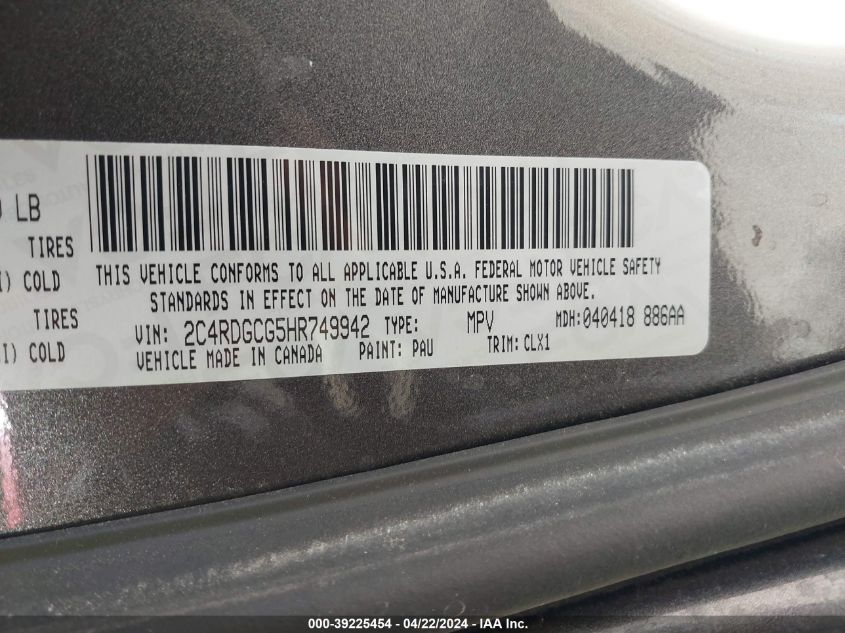 0 LB
TIRES
I) COLD
TIRES
I) COLD
THIS VEHICLE CONFORMS TO ALL APPLICABLE U.S.A. FEDERAL MOTOR VEHICLE SAFETY
STANDARDS IN EFFECT ON THE DATE OF MANUFACTURE SHOWN ABOVE.
VIN: 2C4RDGCG5HR749942 TYPE: MPV MDH: 040418 886AA
VEHICLE MADE IN CANADA PAINT: PAU TRIM: CLX1
000-39225454 - 04/22/2024 - IAA Inc.